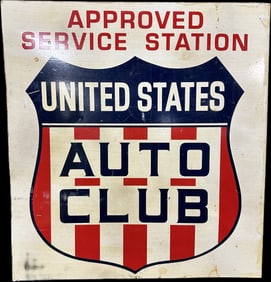 APPROVED
SERVICE STATION
UNITED STATES
AUTO
CLUB